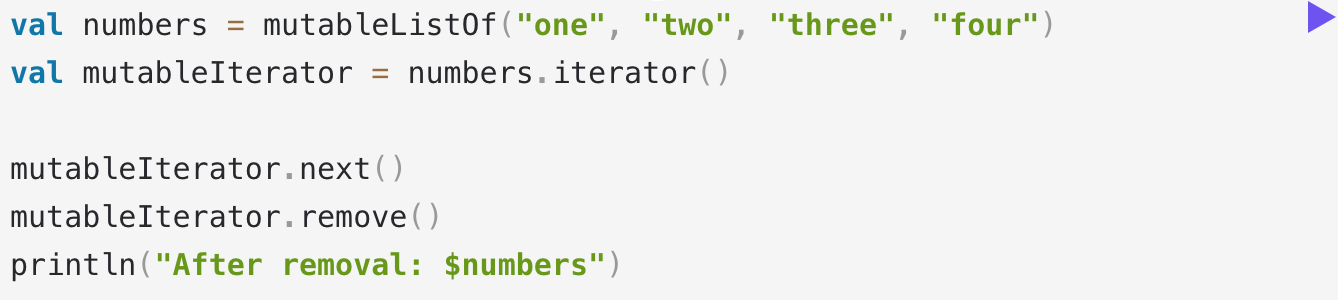 val numbers = mutableListOf("one", "two", "three", "four")
val mutableIterator = numbers.iterator()
mutableIterator.next()
mutableIterator.remove()
println("After removal: $numbers")